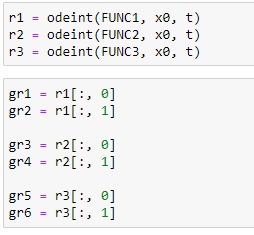 r1 = odeint(FUNC1, x0, t)
r2 = odeint(FUNC2, x0, t)
r3 = odeint(FUNC3, x0, t)
gr1 = r1[:, 0]
gr2 = r1[:, 1]
gr3 = r2[:, 0]
gr4 = r2[:, 1]
gr5 = r3[:, 0]
gr6 = r3[:, 1]